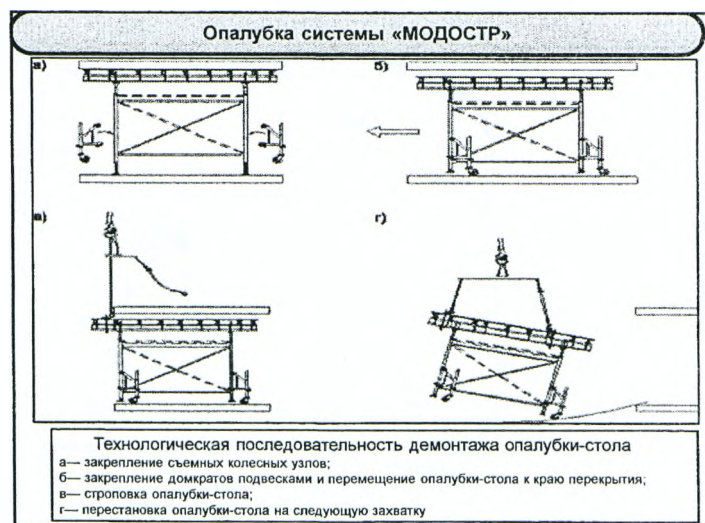 Опалубка системы «МОДОСТР»
а)
б)
в)
г)
Технологическая последовательность демонтажа опалубки-стола
а— закрепление съемных колесных узлов;
б— закрепление домкратов подвесками и перемещение опалубки-стола к краю перекрытия;
в— строповка опалубки-стола;
г— перестановка опалубки-стола на следующую захватку